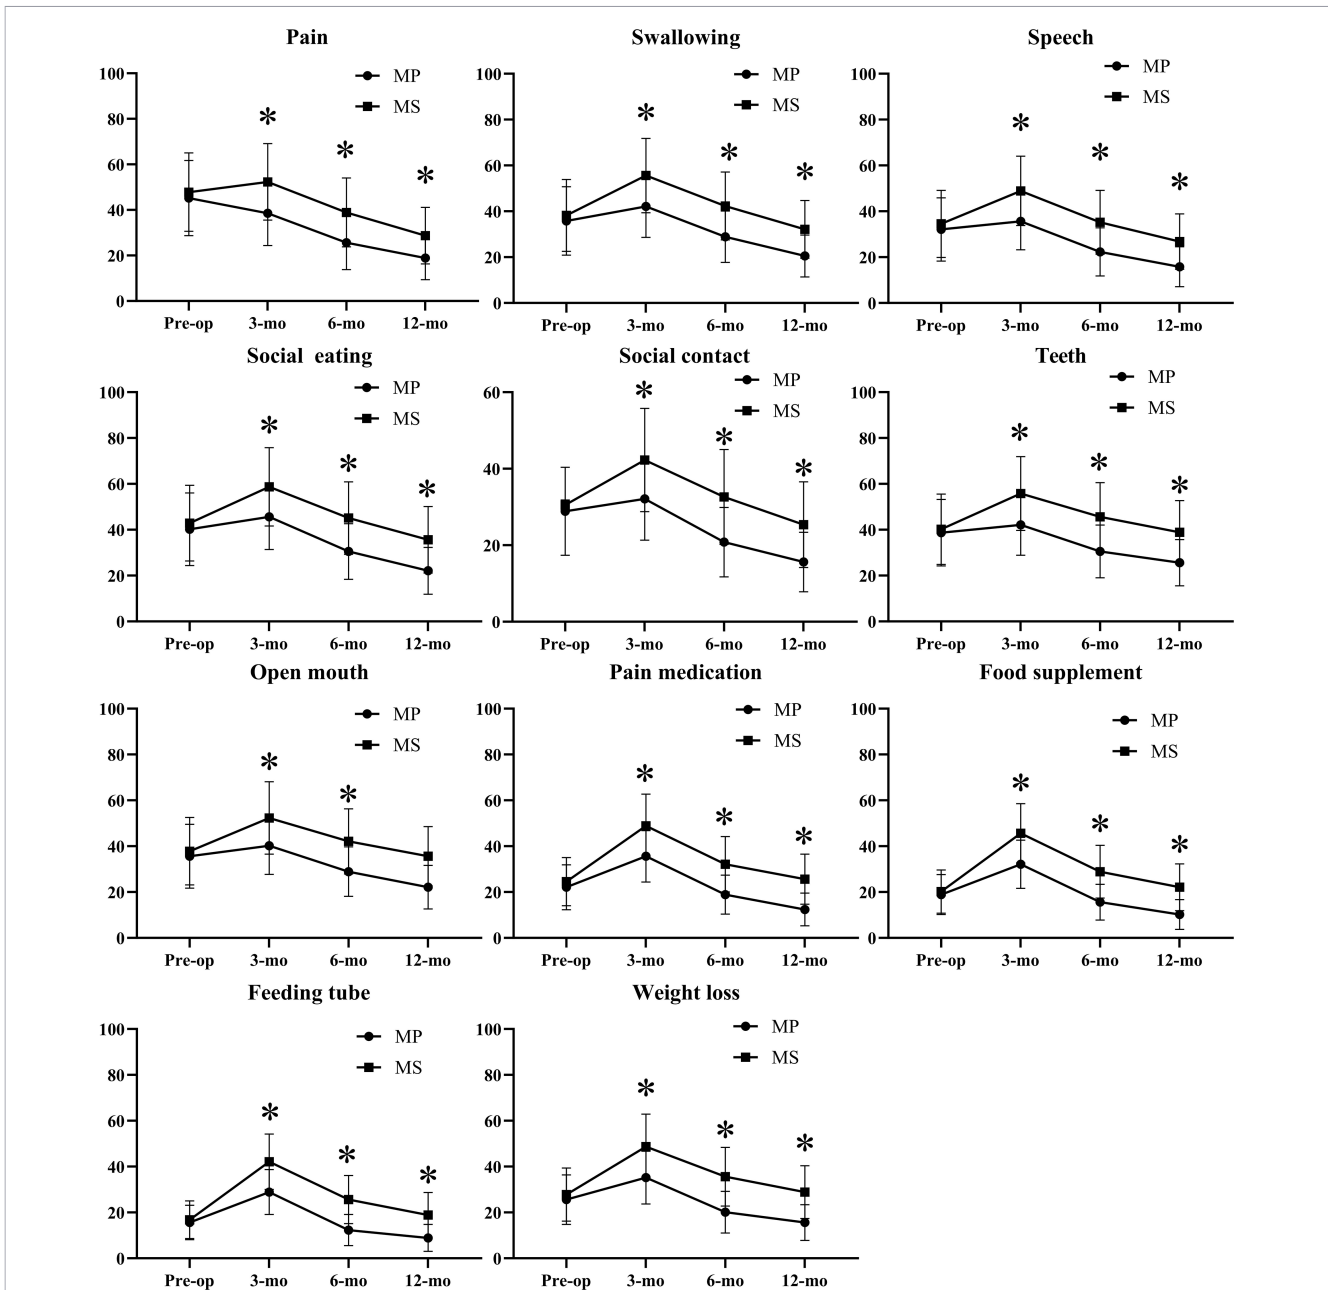 Pain
100
80
60
40
20
0
*
*
*
MP
MS
Pre-op 3-mo 6-mo 12-mo
Swallowing
100
80
60
40
20
0
*
*
*
MP
MS
Pre-op 3-mo 6-mo 12-mo
Speech
100
80
60
40
20
0
*
*
*
MP
MS
Pre-op 3-mo 6-mo 12-mo
Social eating
100
80
60
40
20
0
*
*
*
MP
MS
Pre-op 3-mo 6-mo 12-mo
Social contact
60
40
20
0
*
*
*
MP
MS
Pre-op 3-mo 6-mo 12-mo
Teeth
100
80
60
40
20
0
*
*
*
MP
MS
Pre-op 3-mo 6-mo 12-mo
Open mouth
100
80
60
40
20
0
*
*
MP
MS
Pre-op 3-mo 6-mo 12-mo
Pain medication
100
80
60
40
20
0
*
*
*
MP
MS
Pre-op 3-mo 6-mo 12-mo
Food supplement
100
80
60
40
20
0
*
*
*
MP
MS
Pre-op 3-mo 6-mo 12-mo
Feeding tube
100
80
60
40
20
0
*
*
*
MP
MS
Pre-op 3-mo 6-mo 12-mo
Weight loss
100
80
60
40
20
0
*
*
*
MP
MS
Pre-op 3-mo 6-mo 12-mo